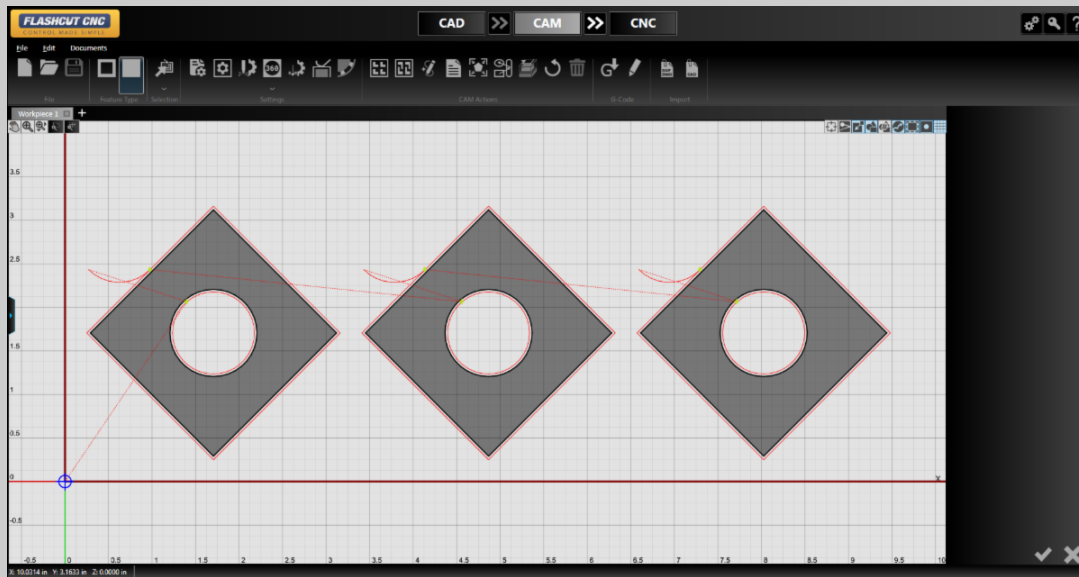 FLASHCUT CNC
CONTROL MADE SIMPLE
CAD
CAM
CNC
?
File Edit Documents
360
G+
File
Feature Type
Selection
Settings
CAM Actions
G-Code
Import
Workpiece 1
+
3.5
3
2.5
2
1.5
1
0.5
0
-0.5
X
-0.5 0 0.5 1 1.5 2 2.5 3 3.5 4 4.5 5 5.5 6 6.5 7 7.5 8 8.5 9 9.5 10
X: 10.0314 in Y: 3.1633 in Z: 0.0000 in